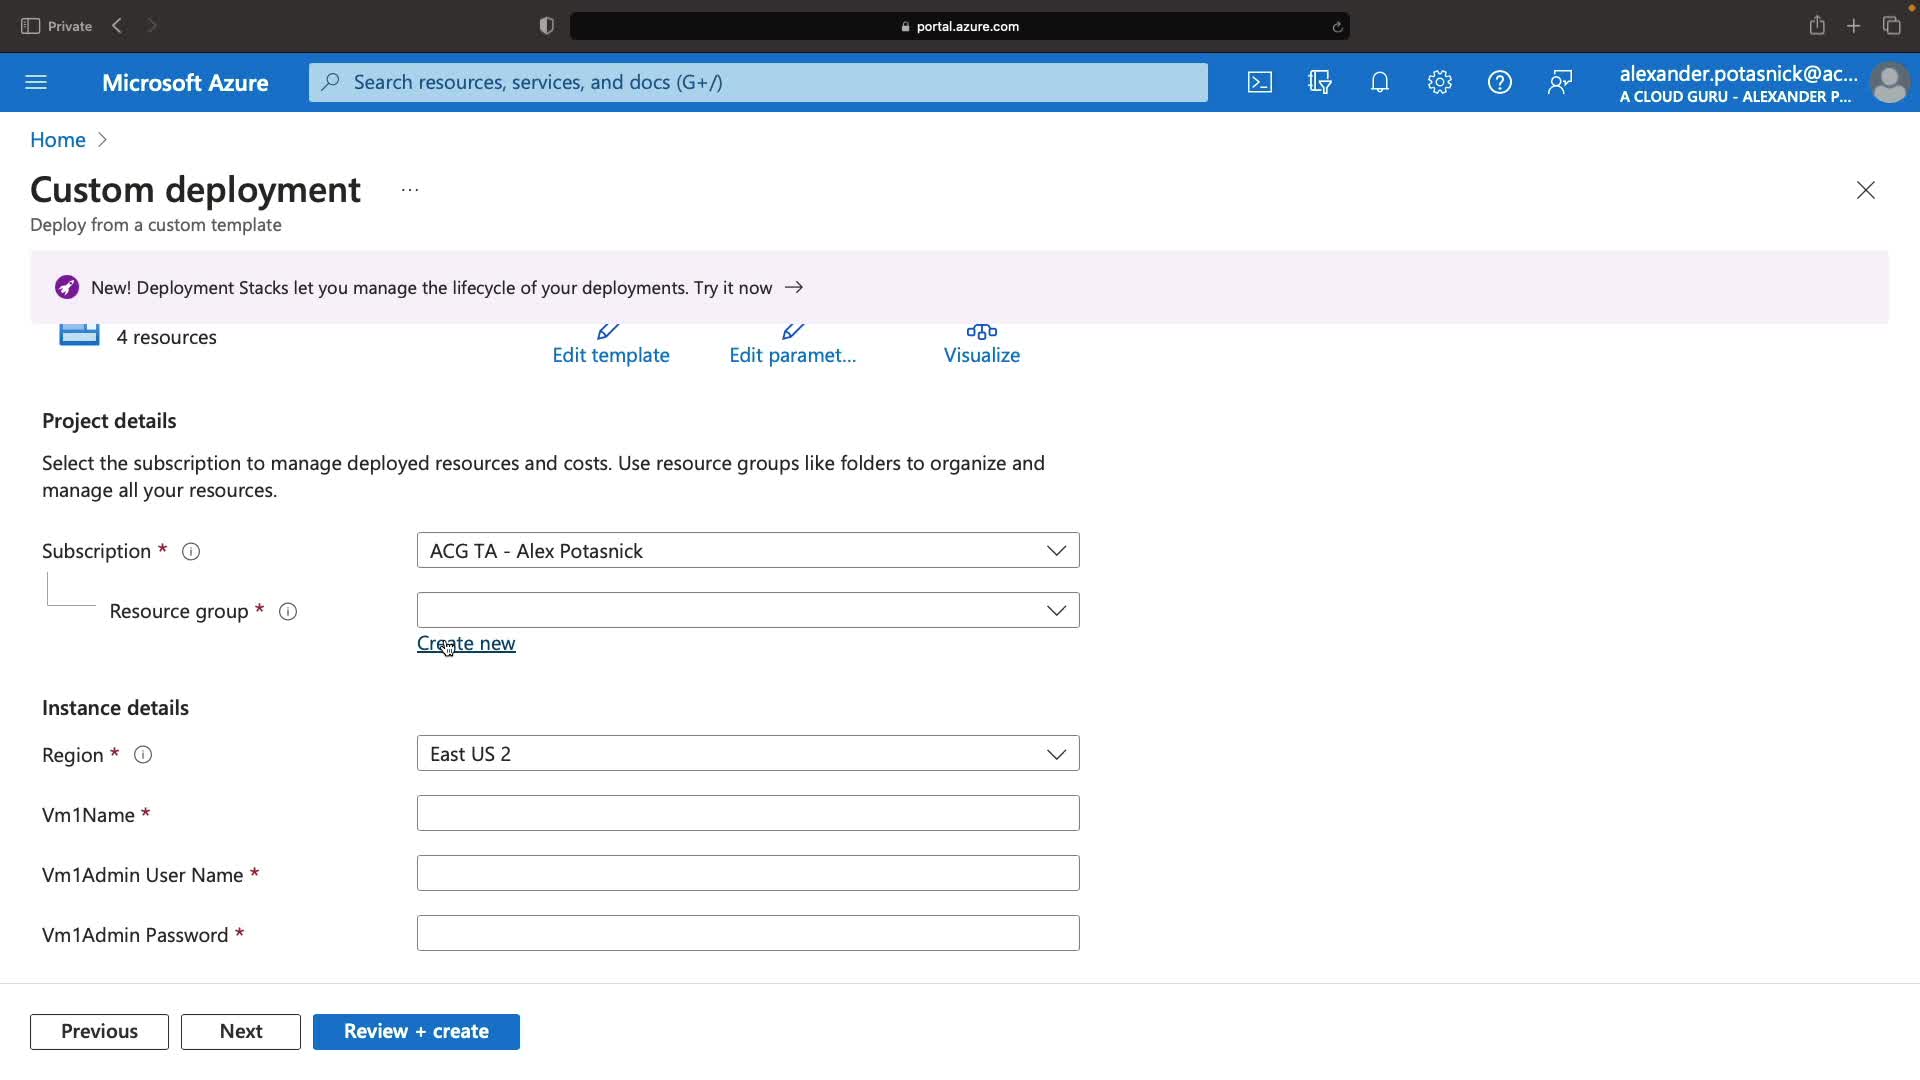 Private
portal.azure.com
Microsoft Azure
Search resources, services, and docs (G+/)
alexander.potasnick@ac...
A CLOUD GURU - ALEXANDER P...
Home
Custom deployment
...
Deploy from a custom template
New! Deployment Stacks let you manage the lifecycle of your deployments. Try it now
4 resources
Edit template
Edit paramet...
Visualize
Project details
Select the subscription to manage deployed resources and costs. Use resource groups like folders to organize and
manage all your resources.
Subscription *
ACG TA - Alex Potasnick
Resource group *
Create new
Instance details
Region *
East US 2
Vm1Name *
Vm1Admin User Name *
Vm1Admin Password *
Previous
Next
Review + create